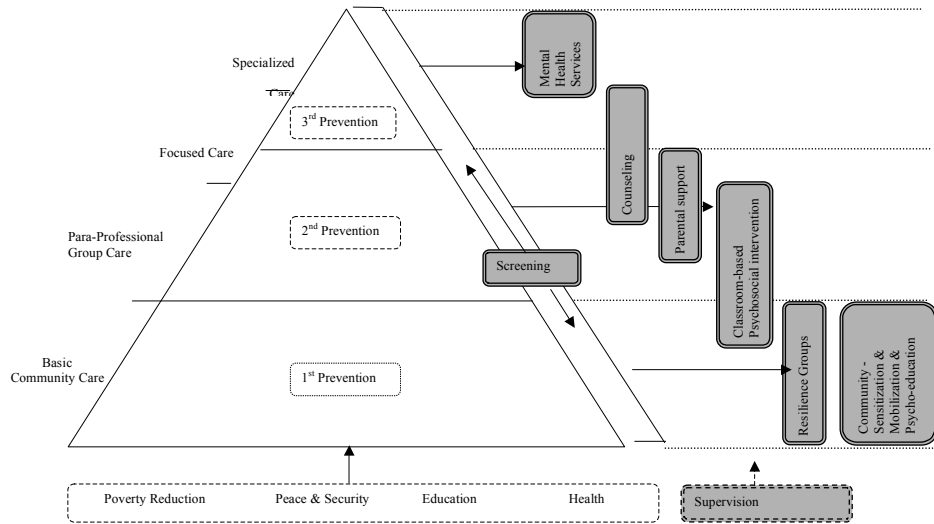 Specialized
Care
3rd Prevention
Focused Care
2nd Prevention
Para-Professional
Group Care
Screening
Basic
Community Care
1st Prevention
Mental
Health
Services
Counseling
Parental support
Classroom-based
Psychosocial intervention
Resilience Groups
Community -
Sensitization &
Mobilization &
Psycho-education
Poverty Reduction Peace & Security Education Health
Supervision